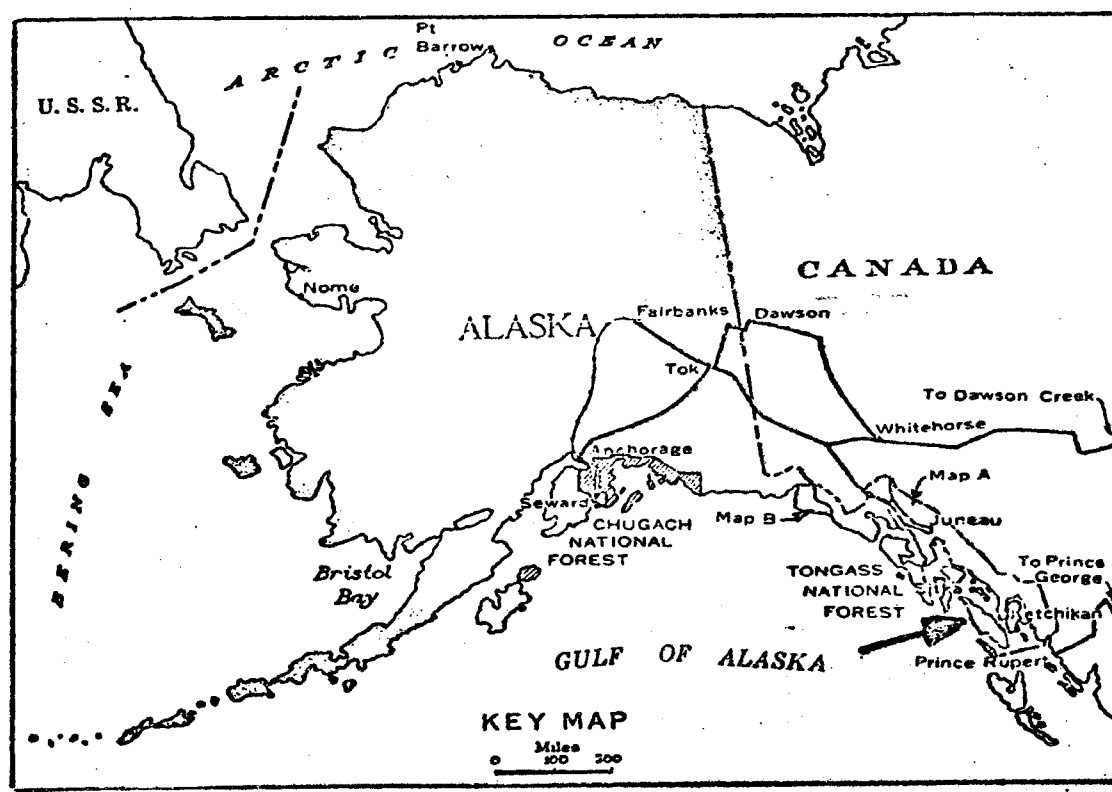 Pt
Barrow
ARCTIC OCEAN
U.S.S.R.
CANADA
Nome
ALASKA
Fairbanks
Dawson
Tok
To Dawson Creek
BERING SEA
Whitehorse
Anchorage
Map A
Seward
Map B
Juneau
CHUGACH
NATIONAL
FOREST
To Prince
George
Bristol
Bay
TONGASS
NATIONAL
FOREST
Ketchikan
GULF OF ALASKA
Prince Rupert
KEY MAP
Miles
0 100 300